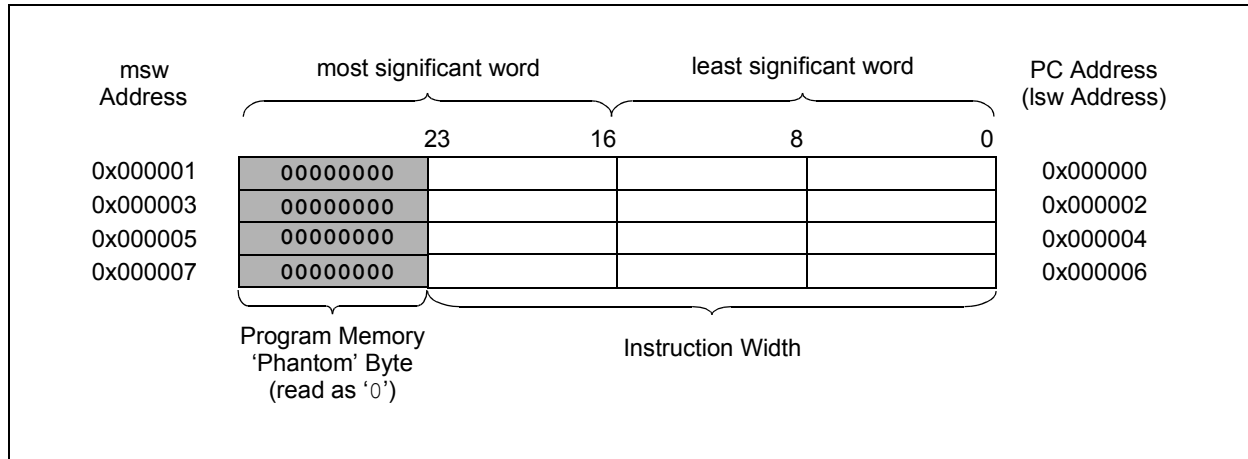 msw
Address
most significant word
least significant word
PC Address
(lsw Address)
23 16 8 0
0x000001 00000000 0x000000
0x000003 00000000 0x000002
0x000005 00000000 0x000004
0x000007 00000000 0x000006
Program Memory
‘Phantom’ Byte
(read as ‘0’)
Instruction Width